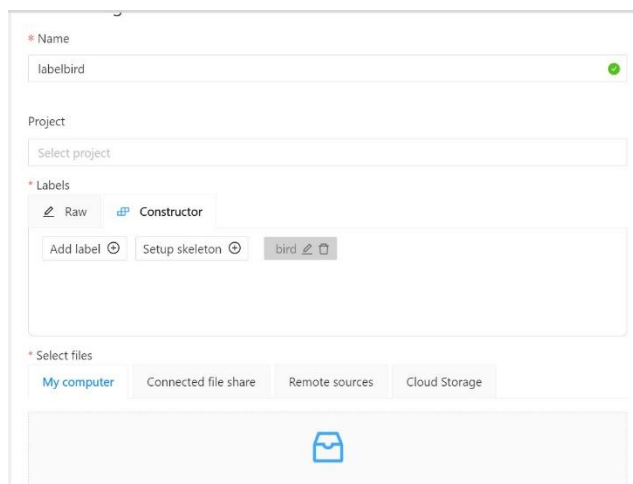 * Name
labelbird
Project
Select project
* Labels
Raw Constructor
Add label Setup skeleton bird
* Select files
My computer Connected file share Remote sources Cloud Storage